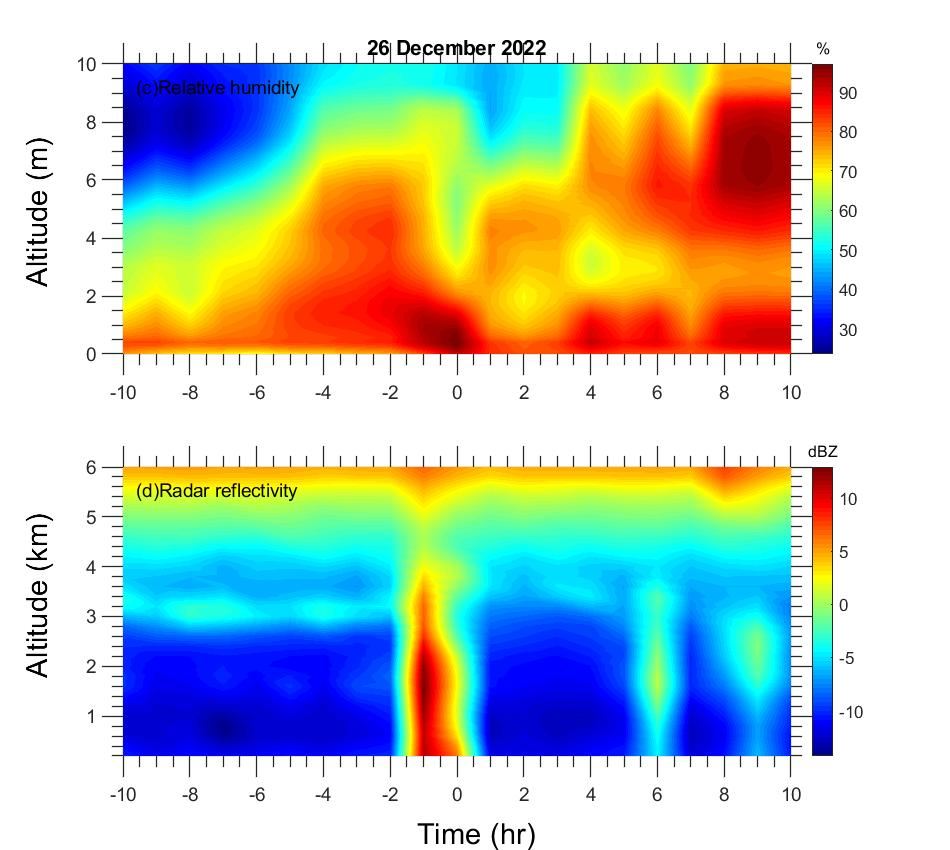 26 December 2022
%
(c)Relative humidity
Altitude (m)
10
8
6
4
2
0
90
80
70
60
50
40
30
-10 -8 -6 -4 -2 0 2 4 6 8 10
dBZ
(d)Radar reflectivity
Altitude (km)
6
5
4
3
2
1
10
5
0
-5
-10
-10 -8 -6 -4 -2 0 2 4 6 8 10
Time (hr)